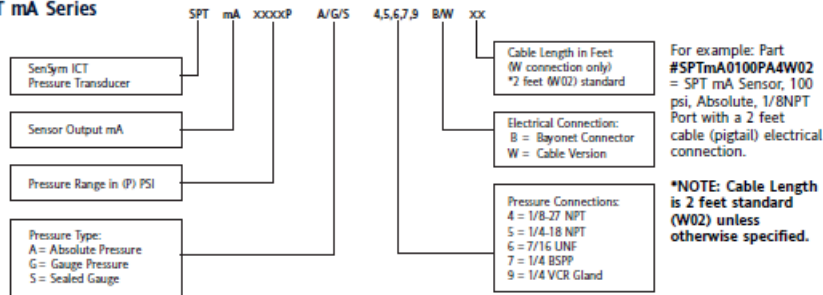 T mA Series
SPT mA XXXXP A/G/S 4,5,6,7,9 B/W XX
SenSym ICT
Pressure Transducer
Sensor Output mA
Pressure Range in (P) PSI
Pressure Type:
A = Absolute Pressure
G = Gauge Pressure
S = Sealed Gauge
Cable Length in Feet
(W connection only)
*2 feet (W02) standard
Electrical Connection:
B = Bayonet Connector
W = Cable Version
Pressure Connections:
4 = 1/8-27 NPT
5 = 1/4-18 NPT
6 = 7/16 UNF
7 = 1/4 BSPP
9 = 1/4 VCR Gland
For example: Part
#SPTmA0100PA4W02
= SPT mA Sensor, 100
psi, Absolute, 1/8NPT
Port with a 2 feet
cable (pigtail) electrical
connection.
*NOTE: Cable Length
is 2 feet standard
(W02) unless
otherwise specified.